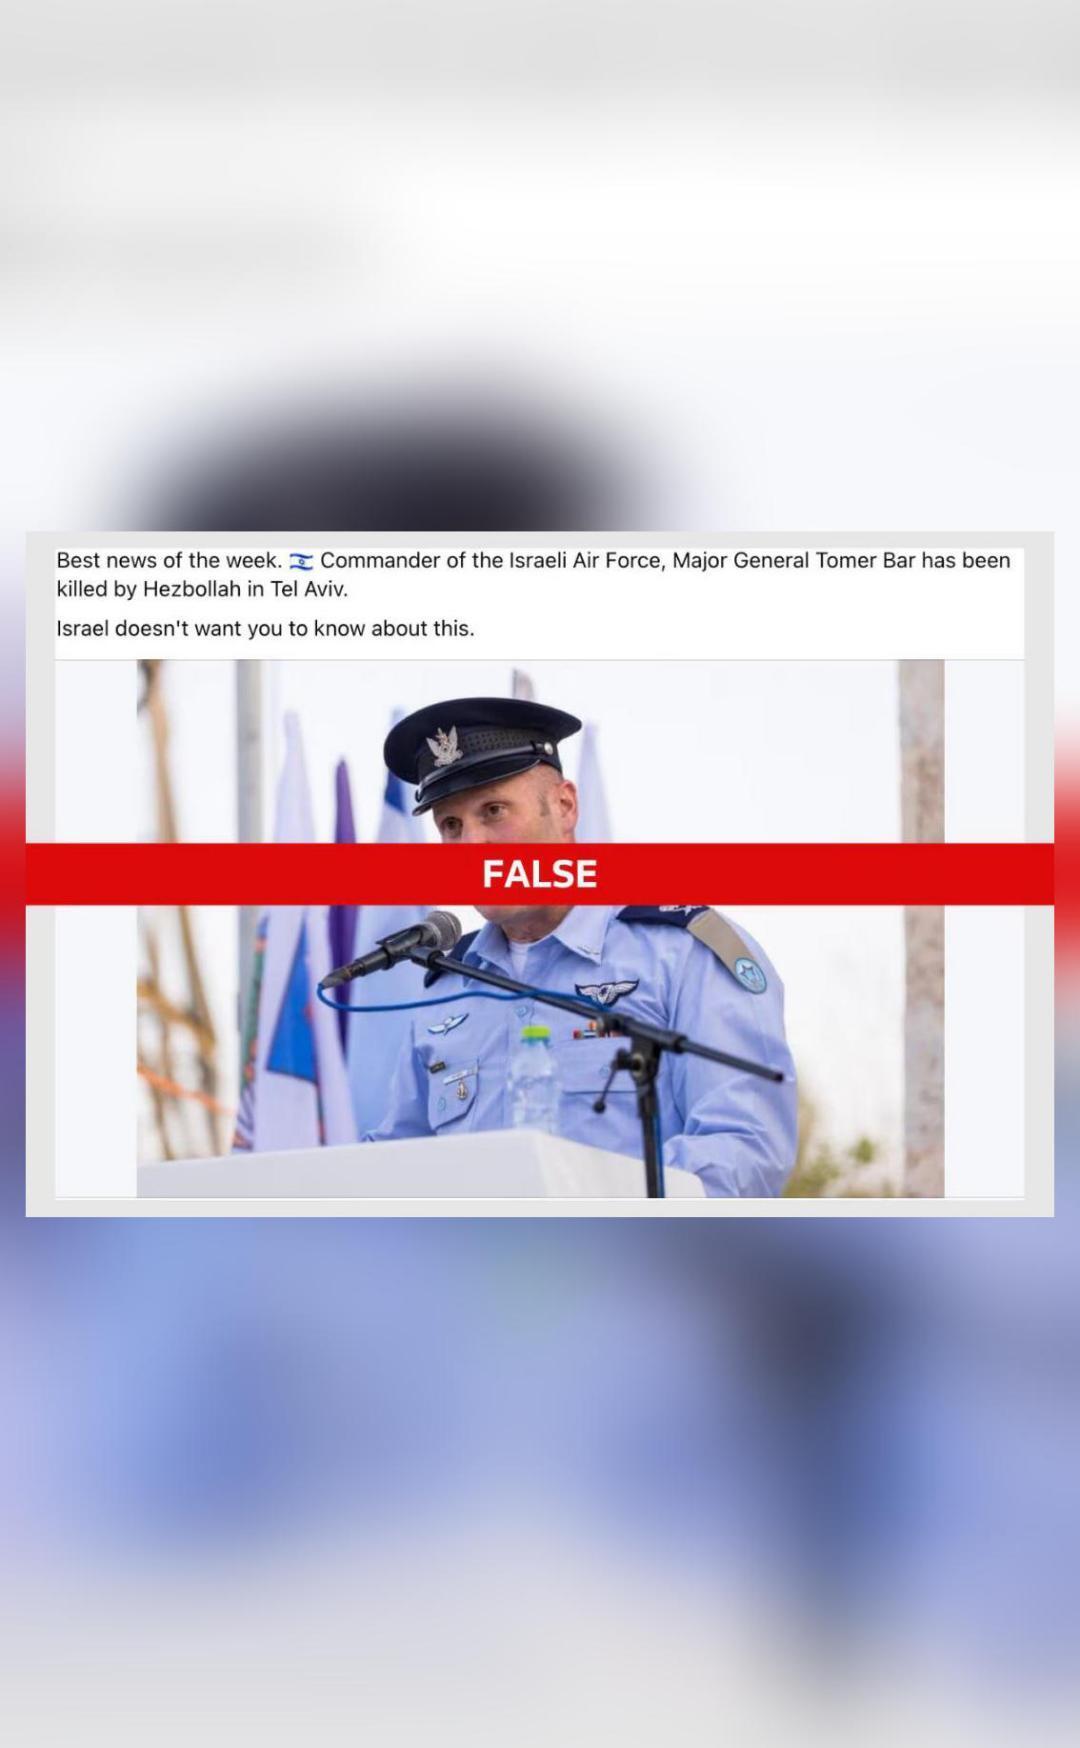 Best news of the week. 🇮🇱 Commander of the Israeli Air Force, Major General Tomer Bar has been
killed by Hezbollah in Tel Aviv.
Israel doesn't want you to know about this.
FALSE